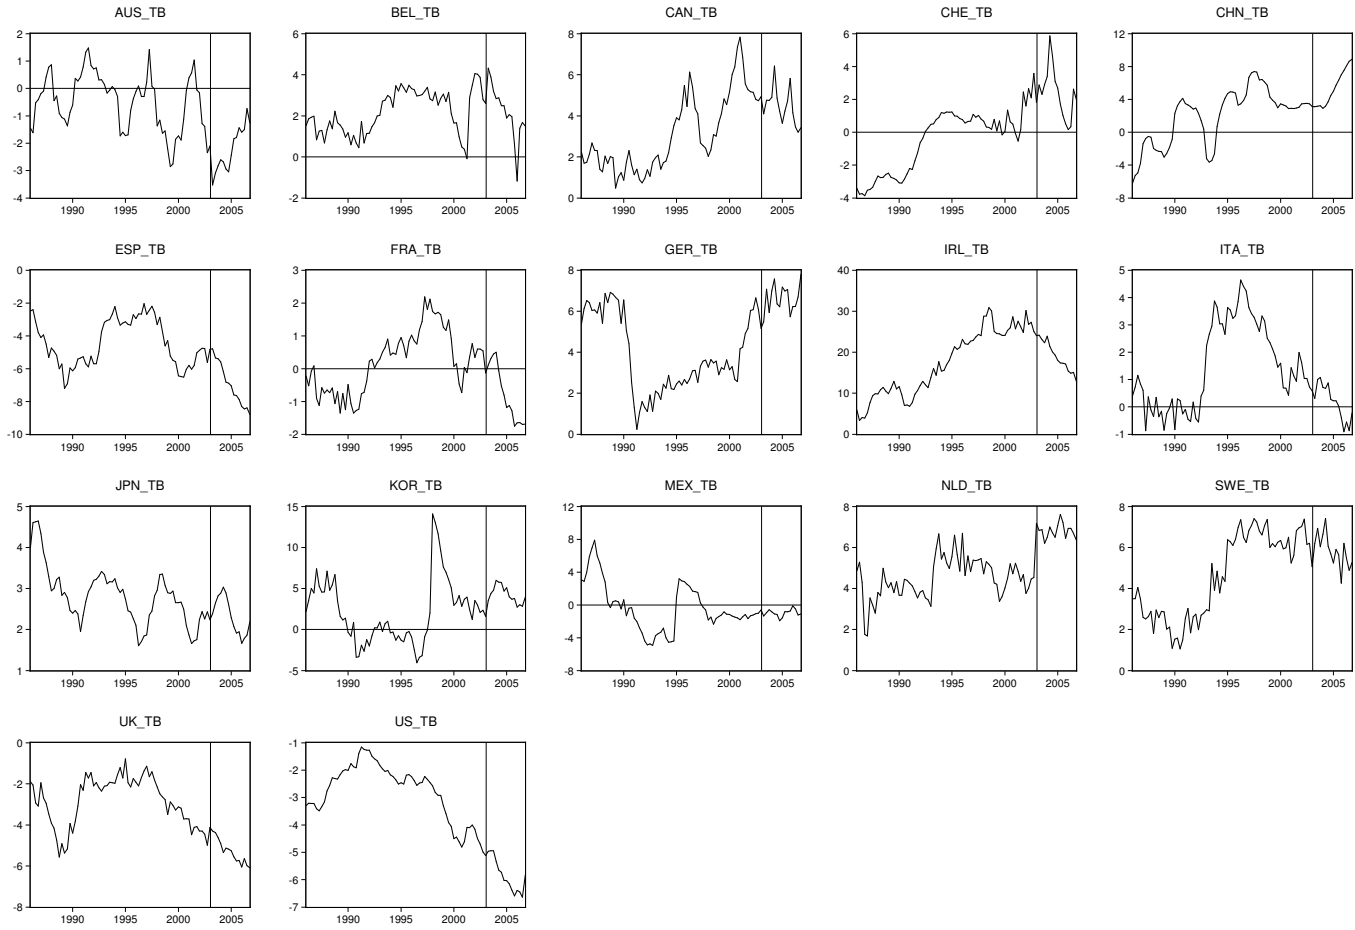 AUS_TB BEL_TB CAN_TB CHE_TB CHN_TB
2 6 8 6 12
1 4 6 4 8
0 2 4 2 4
-1 0 2 0 0
-2 -2 0 -2 -4
-3 -4 -8
-4
1990 1995 2000 2005 1990 1995 2000 2005 1990 1995 2000 2005 1990 1995 2000 2005 1990 1995 2000 2005
ESP_TB FRA_TB GER_TB IRL_TB ITA_TB
0 3 8 40 5
-2 2 6 30 4
-4 1 4 20 3
-6 0 2 10 2
-8 -1 0 0 1
-10 -2 0
-1
1990 1995 2000 2005 1990 1995 2000 2005 1990 1995 2000 2005 1990 1995 2000 2005 1990 1995 2000 2005
JPN_TB KOR_TB MEX_TB NLD_TB SWE_TB
5 15 12 8 8
4 10 8 6 6
3 5 4 4 4
2 0 0 2 2
1 -5 -4 0 0
-8
1990 1995 2000 2005 1990 1995 2000 2005 1990 1995 2000 2005 1990 1995 2000 2005 1990 1995 2000 2005
UK_TB US_TB
0 -1
-2 -2
-4 -3
-6 -4
-8 -5
-6
-7
1990 1995 2000 2005 1990 1995 2000 2005